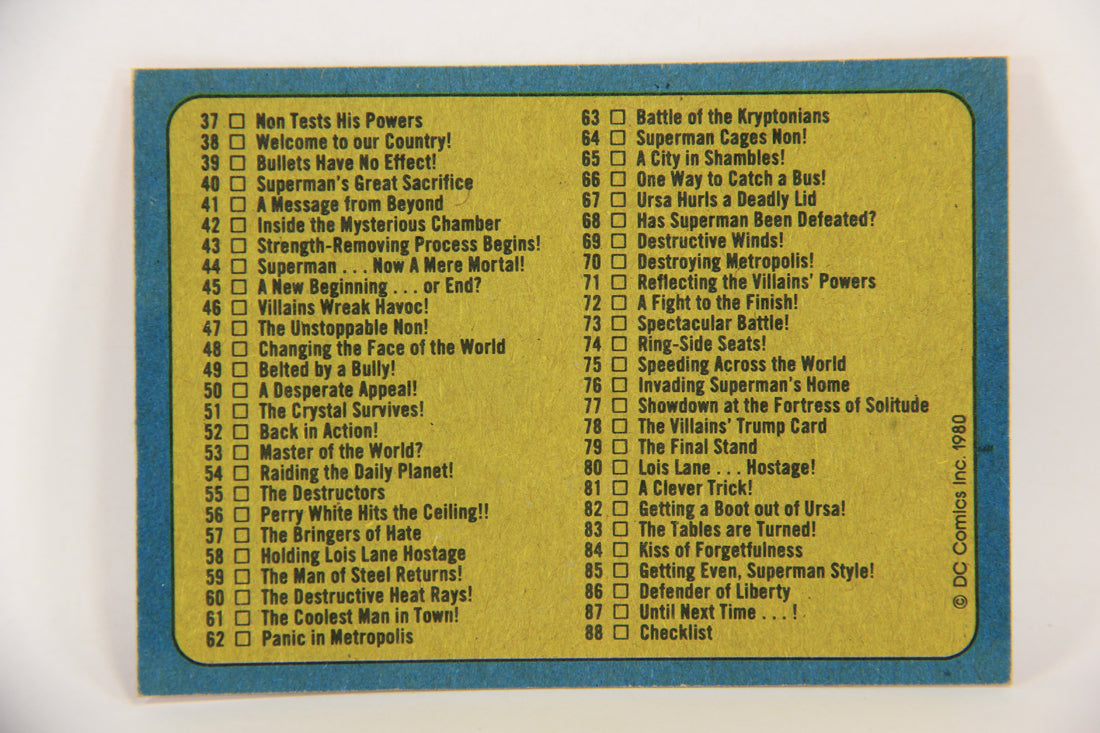 37 □ Non Tests His Powers
38 □ Welcome to our Country!
39 □ Bullets Have No Effect!
40 □ Superman's Great Sacrifice
41 □ A Message from Beyond
42 □ Inside the Mysterious Chamber
43 □ Strength-Removing Process Begins!
44 □ Superman . . . Now A Mere Mortal!
45 □ A New Beginning . . . or End?
46 □ Villains Wreak Havoc!
47 □ The Unstoppable Non!
48 □ Changing the Face of the World
49 □ Belted by a Bully!
50 □ A Desperate Appeal!
51 □ The Crystal Survives!
52 □ Back in Action!
53 □ Master of the World?
54 □ Raiding the Daily Planet!
55 □ The Destructors
56 □ Perry White Hits the Ceiling!!
57 □ The Bringers of Hate
58 □ Holding Lois Lane Hostage
59 □ The Man of Steel Returns!
60 □ The Destructive Heat Rays!
61 □ The Coolest Man in Town!
62 □ Panic in Metropolis
63 □ Battle of the Kryptonians
64 □ Superman Cages Non!
65 □ A City in Shambles!
66 □ One Way to Catch a Bus!
67 □ Ursa Hurls a Deadly Lid
68 □ Has Superman Been Defeated?
69 □ Destructive Winds!
70 □ Destroying Metropolis!
71 □ Reflecting the Villains' Powers
72 □ A Fight to the Finish!
73 □ Spectacular Battle!
74 □ Ring-Side Seats!
75 □ Speeding Across the World
76 □ Invading Superman's Home
77 □ Showdown at the Fortress of Solitude
78 □ The Villains' Trump Card
79 □ The Final Stand
80 □ Lois Lane . . . Hostage!
81 □ A Clever Trick!
82 □ Getting a Boot out of Ursa!
83 □ The Tables are Turned!
84 □ Kiss of Forgetfulness
85 □ Getting Even, Superman Style!
86 □ Defender of Liberty
87 □ Until Next Time . . . !
88 □ Checklist
© DC Comics Inc. 1980